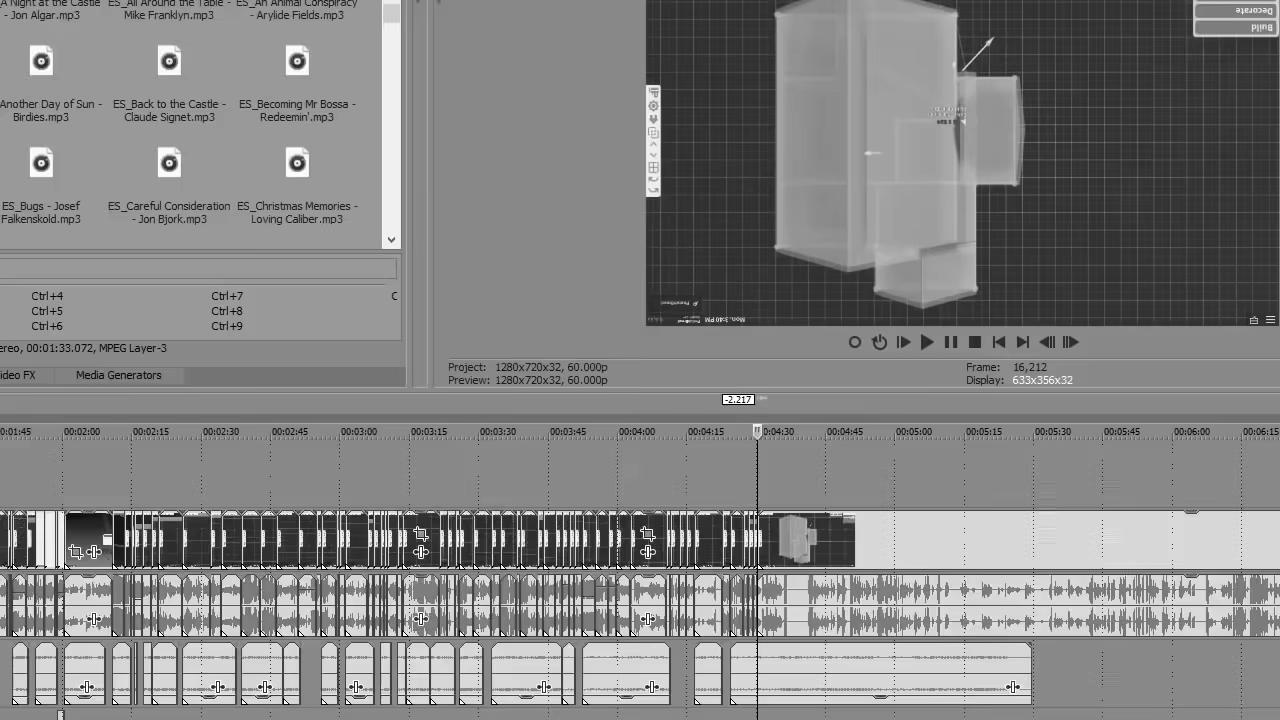 A Night at the Castle ES_All Around the Table - ES_An Animal Conspiracy
- Jon Algar.mp3 Mike Franklyn.mp3 - Arylide Fields.mp3
Another Day of Sun - ES_Back to the Castle - ES_Becoming Mr Bossa -
Birdies.mp3 Claude Signet.mp3 Redeemin'.mp3
ES_Bugs - Josef ES_Careful Consideration ES_Christmas Memories -
Falkenskold.mp3 - Jon Bjork.mp3 Loving Caliber.mp3
Decorate
Build
Mon, 3:40 PM
Ctrl+4 Ctrl+7 C
Ctrl+5 Ctrl+8
Ctrl+6 Ctrl+9
ereo, 00:01:33.072, MPEG Layer-3
ideo FX Media Generators
Project: 1280x720x32, 60.000p
Preview: 1280x720x32, 60.000p
Frame: 16,212
Display: 633x356x32
-2.217
0:01:45 00:02:00 00:02:15 00:02:30 00:02:45 00:03:00 00:03:15 00:03:30 00:03:45 00:04:00 00:04:15 0:04:30 00:04:45 00:05:00 00:05:15 00:05:30 00:05:45 00:06:00 00:06:15